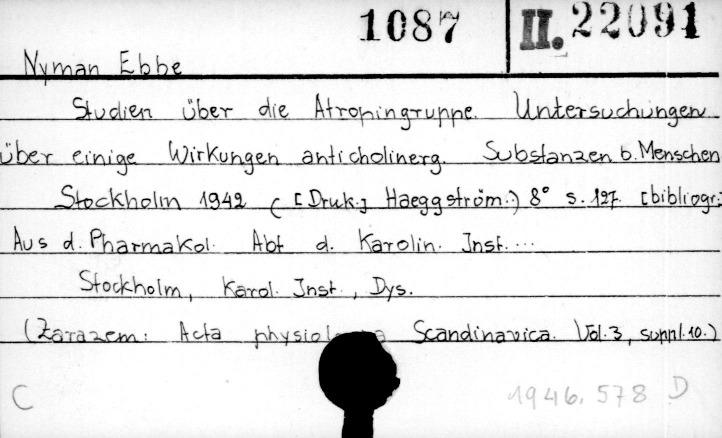 1087 II. 22091
Nyman Ebbe
Studien über die Atropingruppe. Untersuchungen
über einige Wirkungen anticholinerg. Substanzen b. Menschen
Stockholm 1942 ( [Druk.] Haeggström.) 8° s. 127. [bibliogr.]
Aus d. Pharmakol. Abt d. Karolin. Inst. ...
Stockholm, Karol. Inst., Dys.
(Zarazem: Acta Scandinavica. Vol. 3, suppl. 10.)
C 1946. 578 D